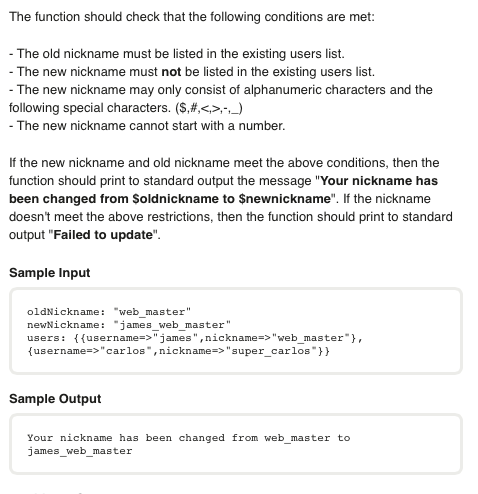 The function should check that the following conditions are met:
- The old nickname must be listed in the existing users list.
- The new nickname must not be listed in the existing users list.
- The new nickname may only consist of alphanumeric characters and the
following special characters. ($,#,<,>,-,_)
- The new nickname cannot start with a number.
If the new nickname and old nickname meet the above conditions, then the
function should print to standard output the message "Your nickname has
been changed from $oldnickname to $newnickname". If the nickname
doesn't meet the above restrictions, then the function should print to standard
output "Failed to update".
Sample Input
oldNickname: "web_master"
newNickname: "james_web_master"
users: {{username=>"james",nickname=>"web_master"},
{username=>"carlos",nickname=>"super_carlos"}}
Sample Output
Your nickname has been changed from web_master to
james_web_master